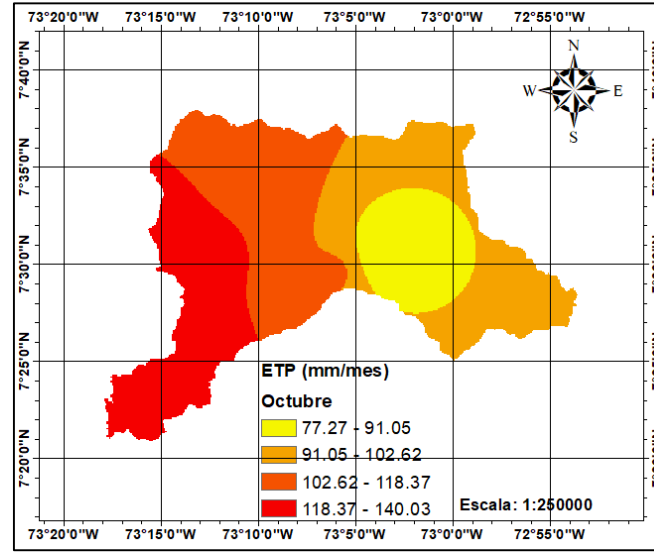 73°20'0"W 73°15'0"W 73°10'0"W 73°5'0"W 73°0'0"W 72°55'0"W
N
W E
S
7°40'0"N
7°35'0"N
7°30'0"N
7°25'0"N
7°20'0"N
ETP (mm/mes)
Octubre
77.27 - 91.05
91.05 - 102.62
102.62 - 118.37
118.37 - 140.03
Escala: 1:250000
73°20'0"W 73°15'0"W 73°10'0"W 73°5'0"W 73°0'0"W 72°55'0"W